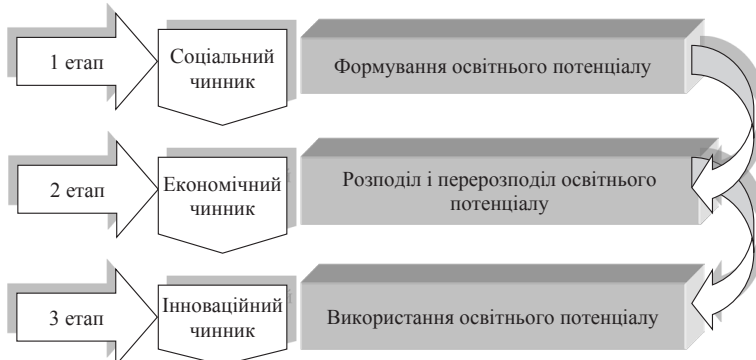 1 етап
Соціальний
чинник
Формування освітнього потенціалу
2 етап
Економічний
чинник
Розподіл і перерозподіл освітнього
потенціалу
3 етап
Інноваційний
чинник
Використання освітнього потенціалу